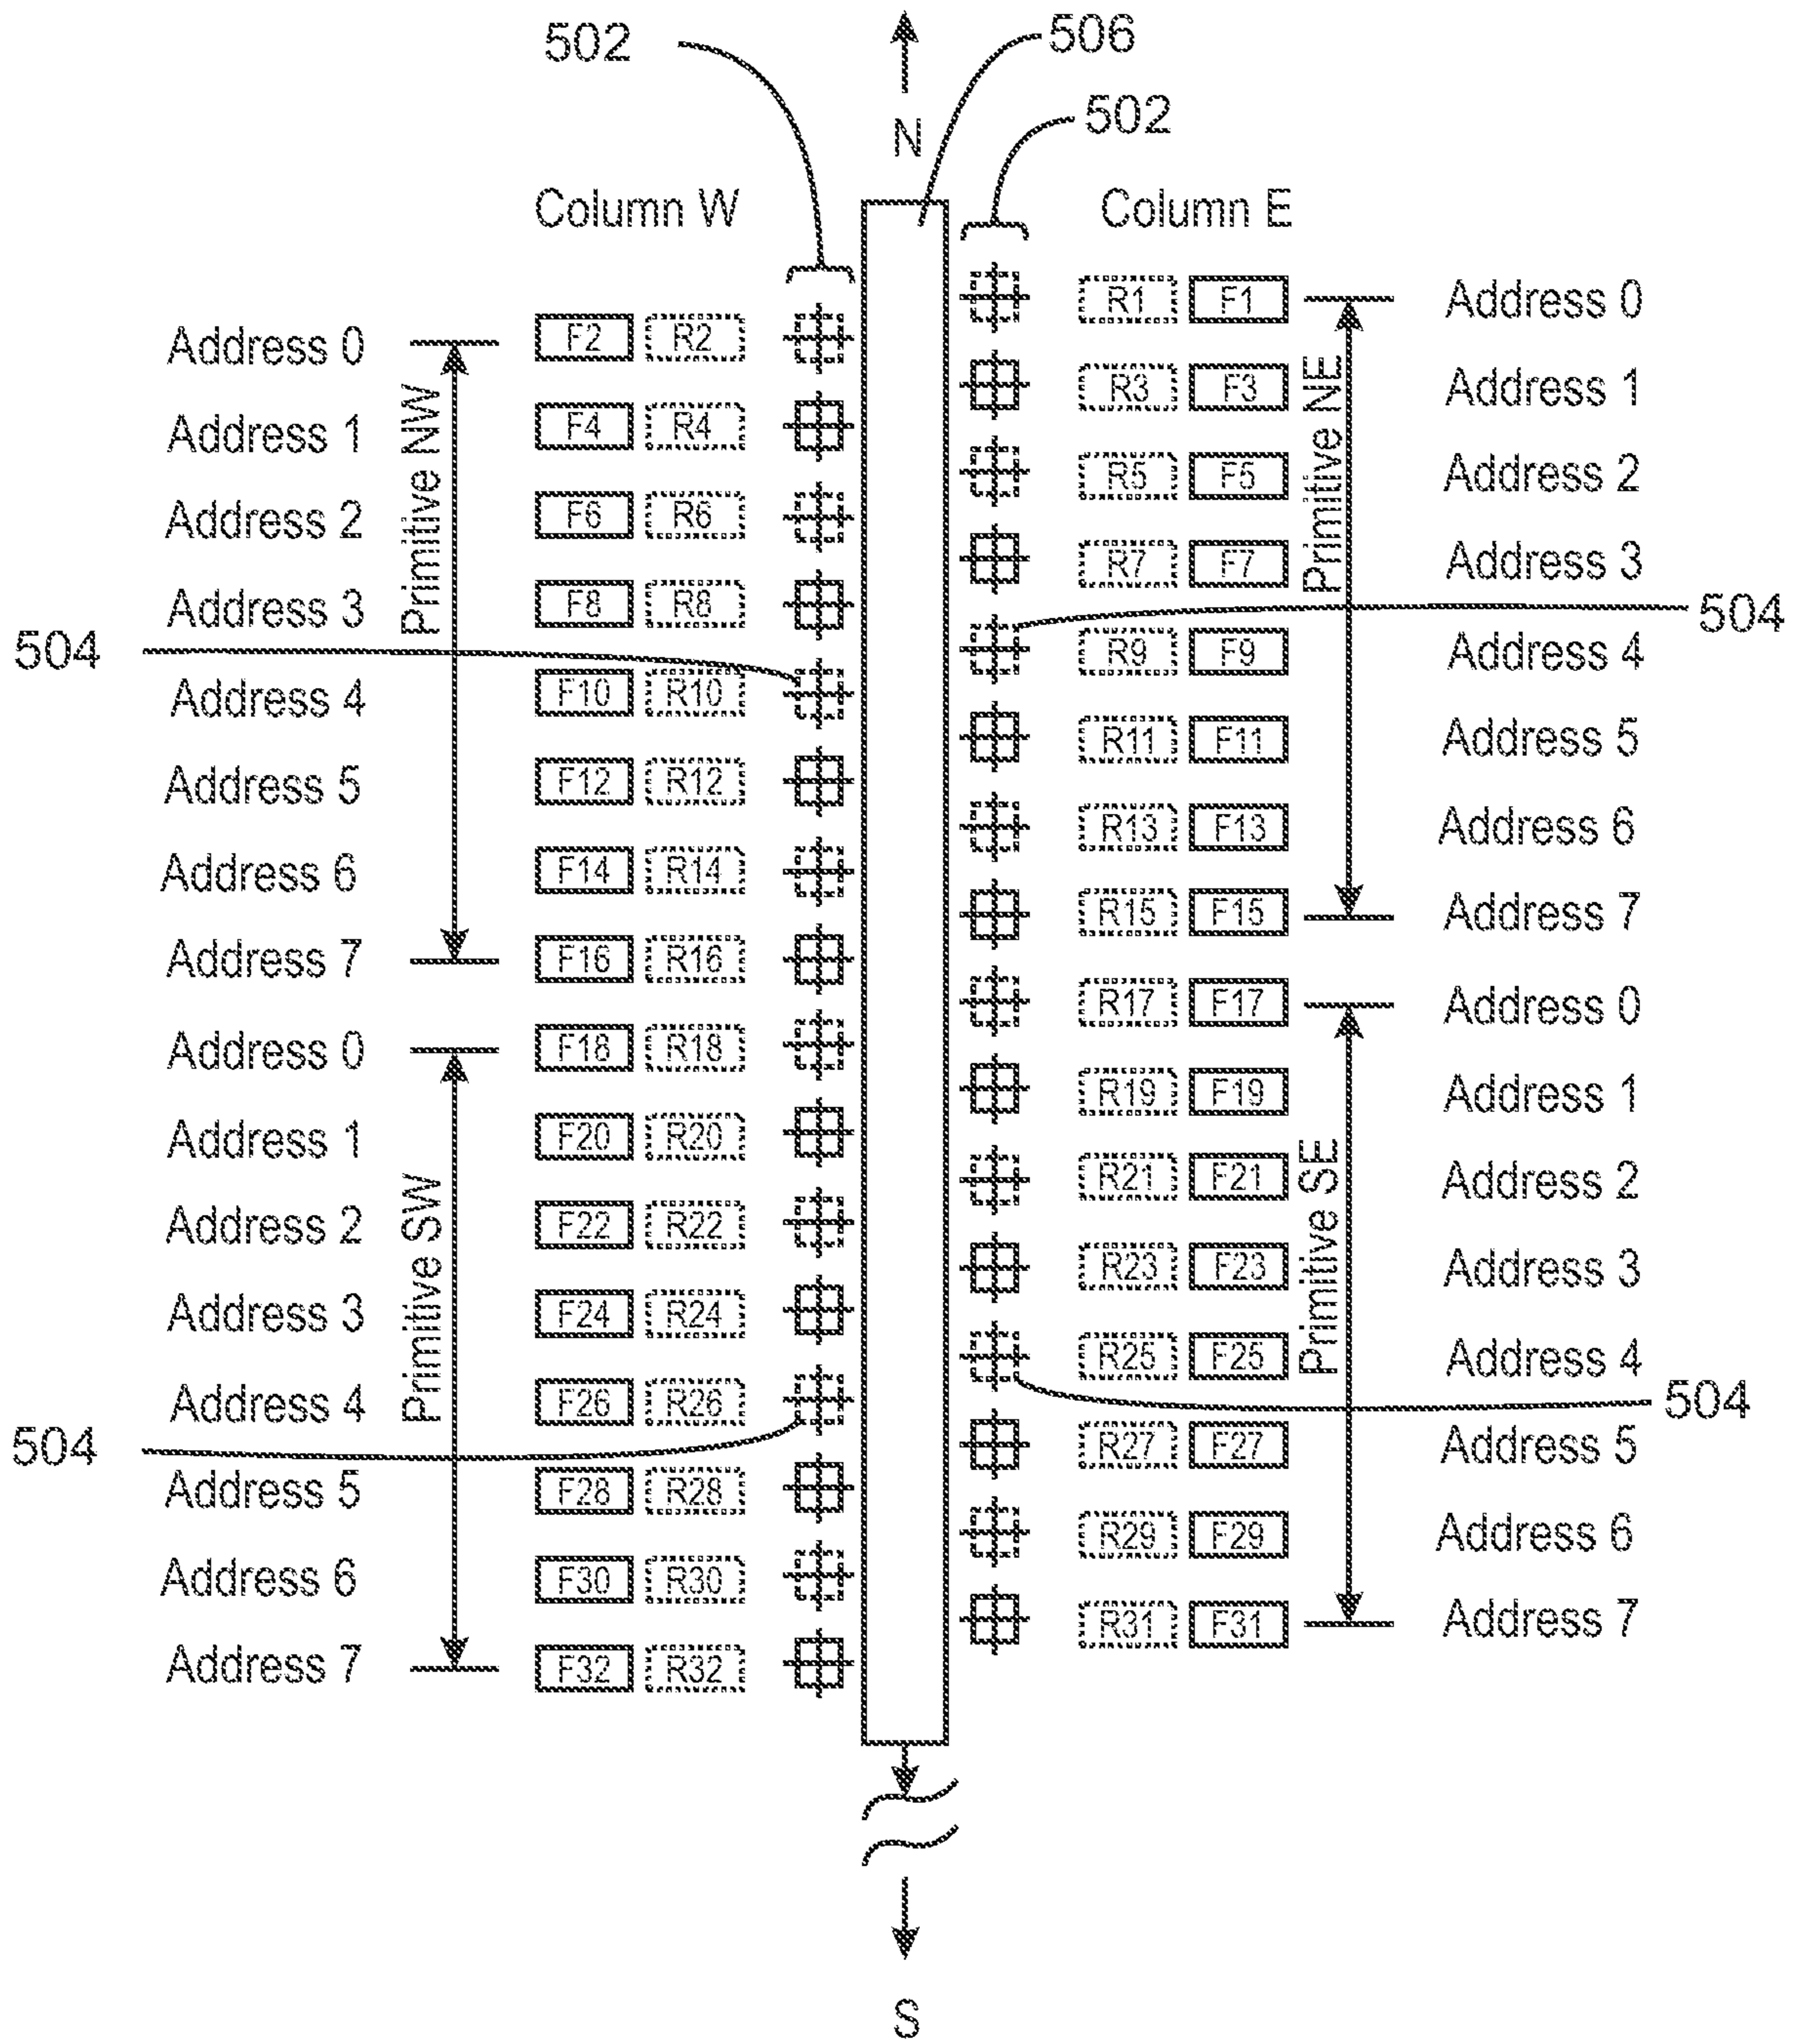 502
506
N
502
Column W
Column E
R1 F1 Address 0
Address 0 F2 R2
R3 F3 Address 1
Address 1 F4 R4
R5 F5 Address 2
Address 2 F6 R6
R7 F7 Address 3
Address 3 F8 R8
Primitive NW
Primitive NE
504
504
R9 F9 Address 4
Address 4 F10 R10
R11 F11 Address 5
Address 5 F12 R12
R13 F13 Address 6
Address 6 F14 R14
R15 F15 Address 7
Address 7 F16 R16
R17 F17 Address 0
Address 0 F18 R18
R19 F19 Address 1
Address 1 F20 R20
R21 F21 Address 2
Address 2 F22 R22
R23 F23 Address 3
Address 3 F24 R24
Primitive SW
Primitive SE
R25 F25 Address 4
Address 4 F26 R26
504
504
R27 F27 Address 5
Address 5 F28 R28
R29 F29 Address 6
Address 6 F30 R30
R31 F31 Address 7
Address 7 F32 R32
S